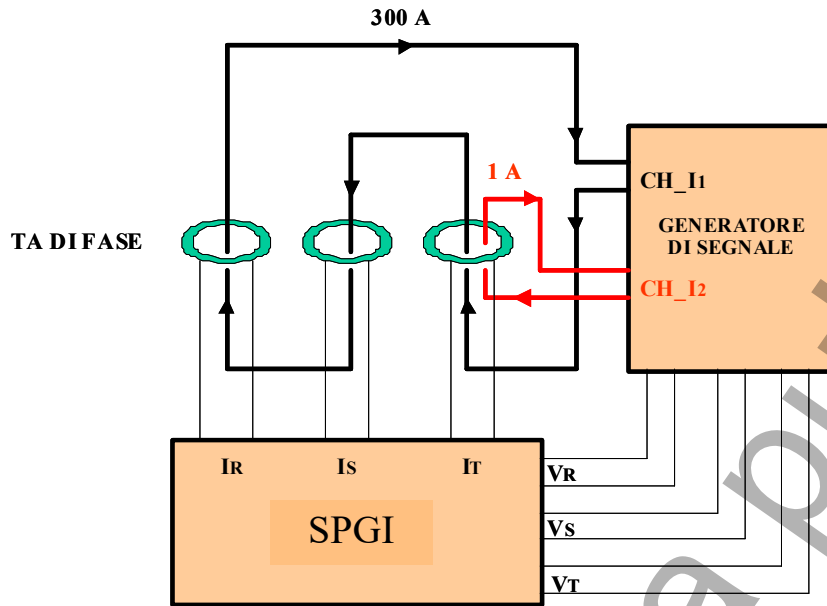 300 A
1 A
CH_I1
TA DI FASE
GENERATORE
DI SEGNALE
CH_I2
IR IS IT
VR
SPGI
VS
VT